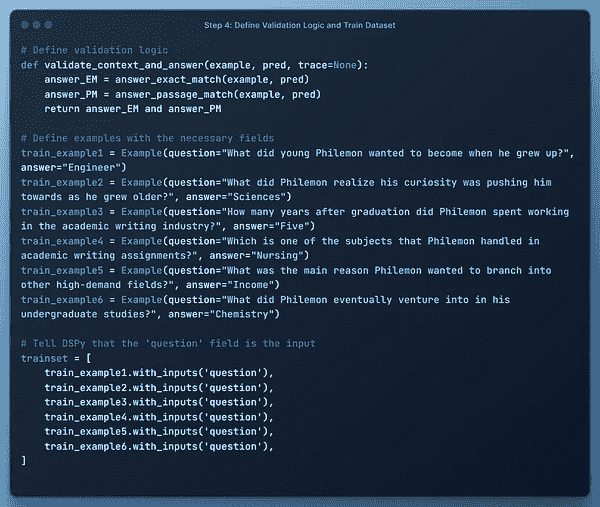 Step 4: Define Validation Logic and Train Dataset
# Define validation logic
def validate_context_and_answer(example, pred, trace=None):
    answer_EM = answer_exact_match(example, pred)
    answer_PM = answer_passage_match(example, pred)
    return answer_EM and answer_PM
# Define examples with the necessary fields
train_example1 = Example(question="What did young Philemon wanted to become when he grew up?",
answer="Engineer")
train_example2 = Example(question="What did Philemon realize his curiosity was pushing him
towards as he grew older?", answer="Sciences")
train_example3 = Example(question="How many years after graduation did Philemon spent working
in the academic writing industry?", answer="Five")
train_example4 = Example(question="Which is one of the subjects that Philemon handled in
academic writing assignments?", answer="Nursing")
train_example5 = Example(question="What was the main reason Philemon wanted to branch into
other high-demand fields?", answer="Income")
train_example6 = Example(question="What did Philemon eventually venture into in his
undergraduate studies?", answer="Chemistry")
# Tell DSPy that the 'question' field is the input
trainset = [
    train_example1.with_inputs('question'),
    train_example2.with_inputs('question'),
    train_example3.with_inputs('question'),
    train_example4.with_inputs('question'),
    train_example5.with_inputs('question'),
    train_example6.with_inputs('question'),
]